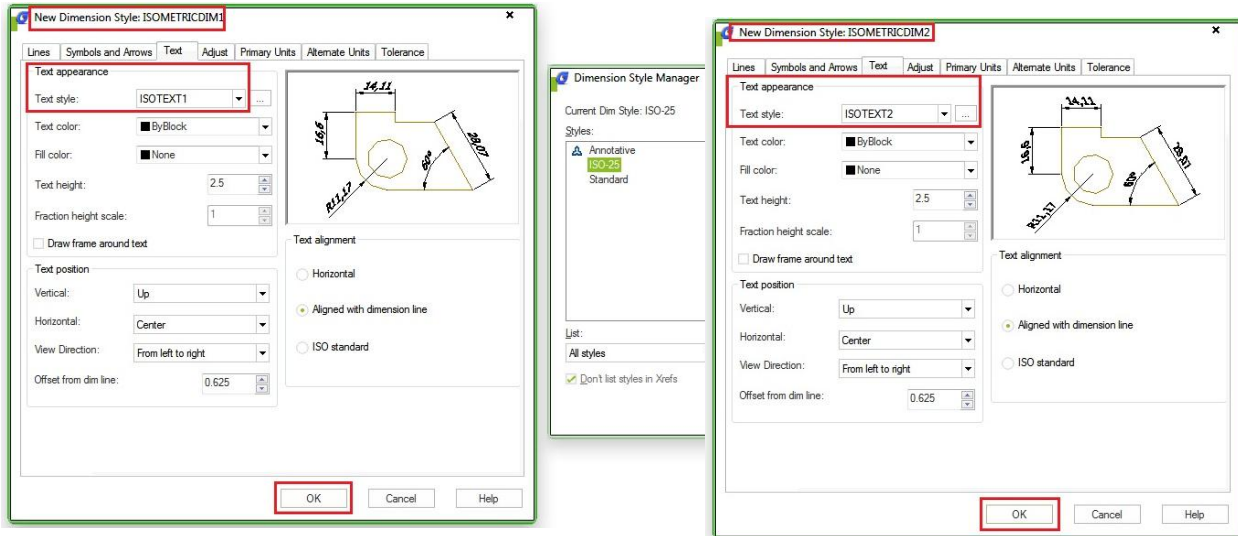 New Dimension Style: ISOMETRICDIM1
Lines Symbols and Arrows Text Adjust Primary Units Alternate Units Tolerance
Text appearance
Text style: ISOTEXT1 ...
Text color: ByBlock
Fill color: None
Text height: 2.5
Fraction height scale: 1
Draw frame around text
Text position
Vertical: Up
Horizontal: Center
View Direction: From left to right
Offset from dim line: 0.625
14,11
16,6
28,07
60°
R11,17
Text alignment
Horizontal
Aligned with dimension line
ISO standard
OK Cancel Help
Dimension Style Manager
Current Dim Style: ISO-25
Styles:
Annotative
ISO-25
Standard
List:
All styles
Don't list styles in Xrefs
New Dimension Style: ISOMETRICDIM2
Lines Symbols and Arrows Text Adjust Primary Units Alternate Units Tolerance
Text appearance
Text style: ISOTEXT2 ...
Text color: ByBlock
Fill color: None
Text height: 2.5
Fraction height scale: 1
Draw frame around text
Text position
Vertical: Up
Horizontal: Center
View Direction: From left to right
Offset from dim line: 0.625
14,11
16,6
28,07
60°
R11,17
Text alignment
Horizontal
Aligned with dimension line
ISO standard
OK Cancel Help